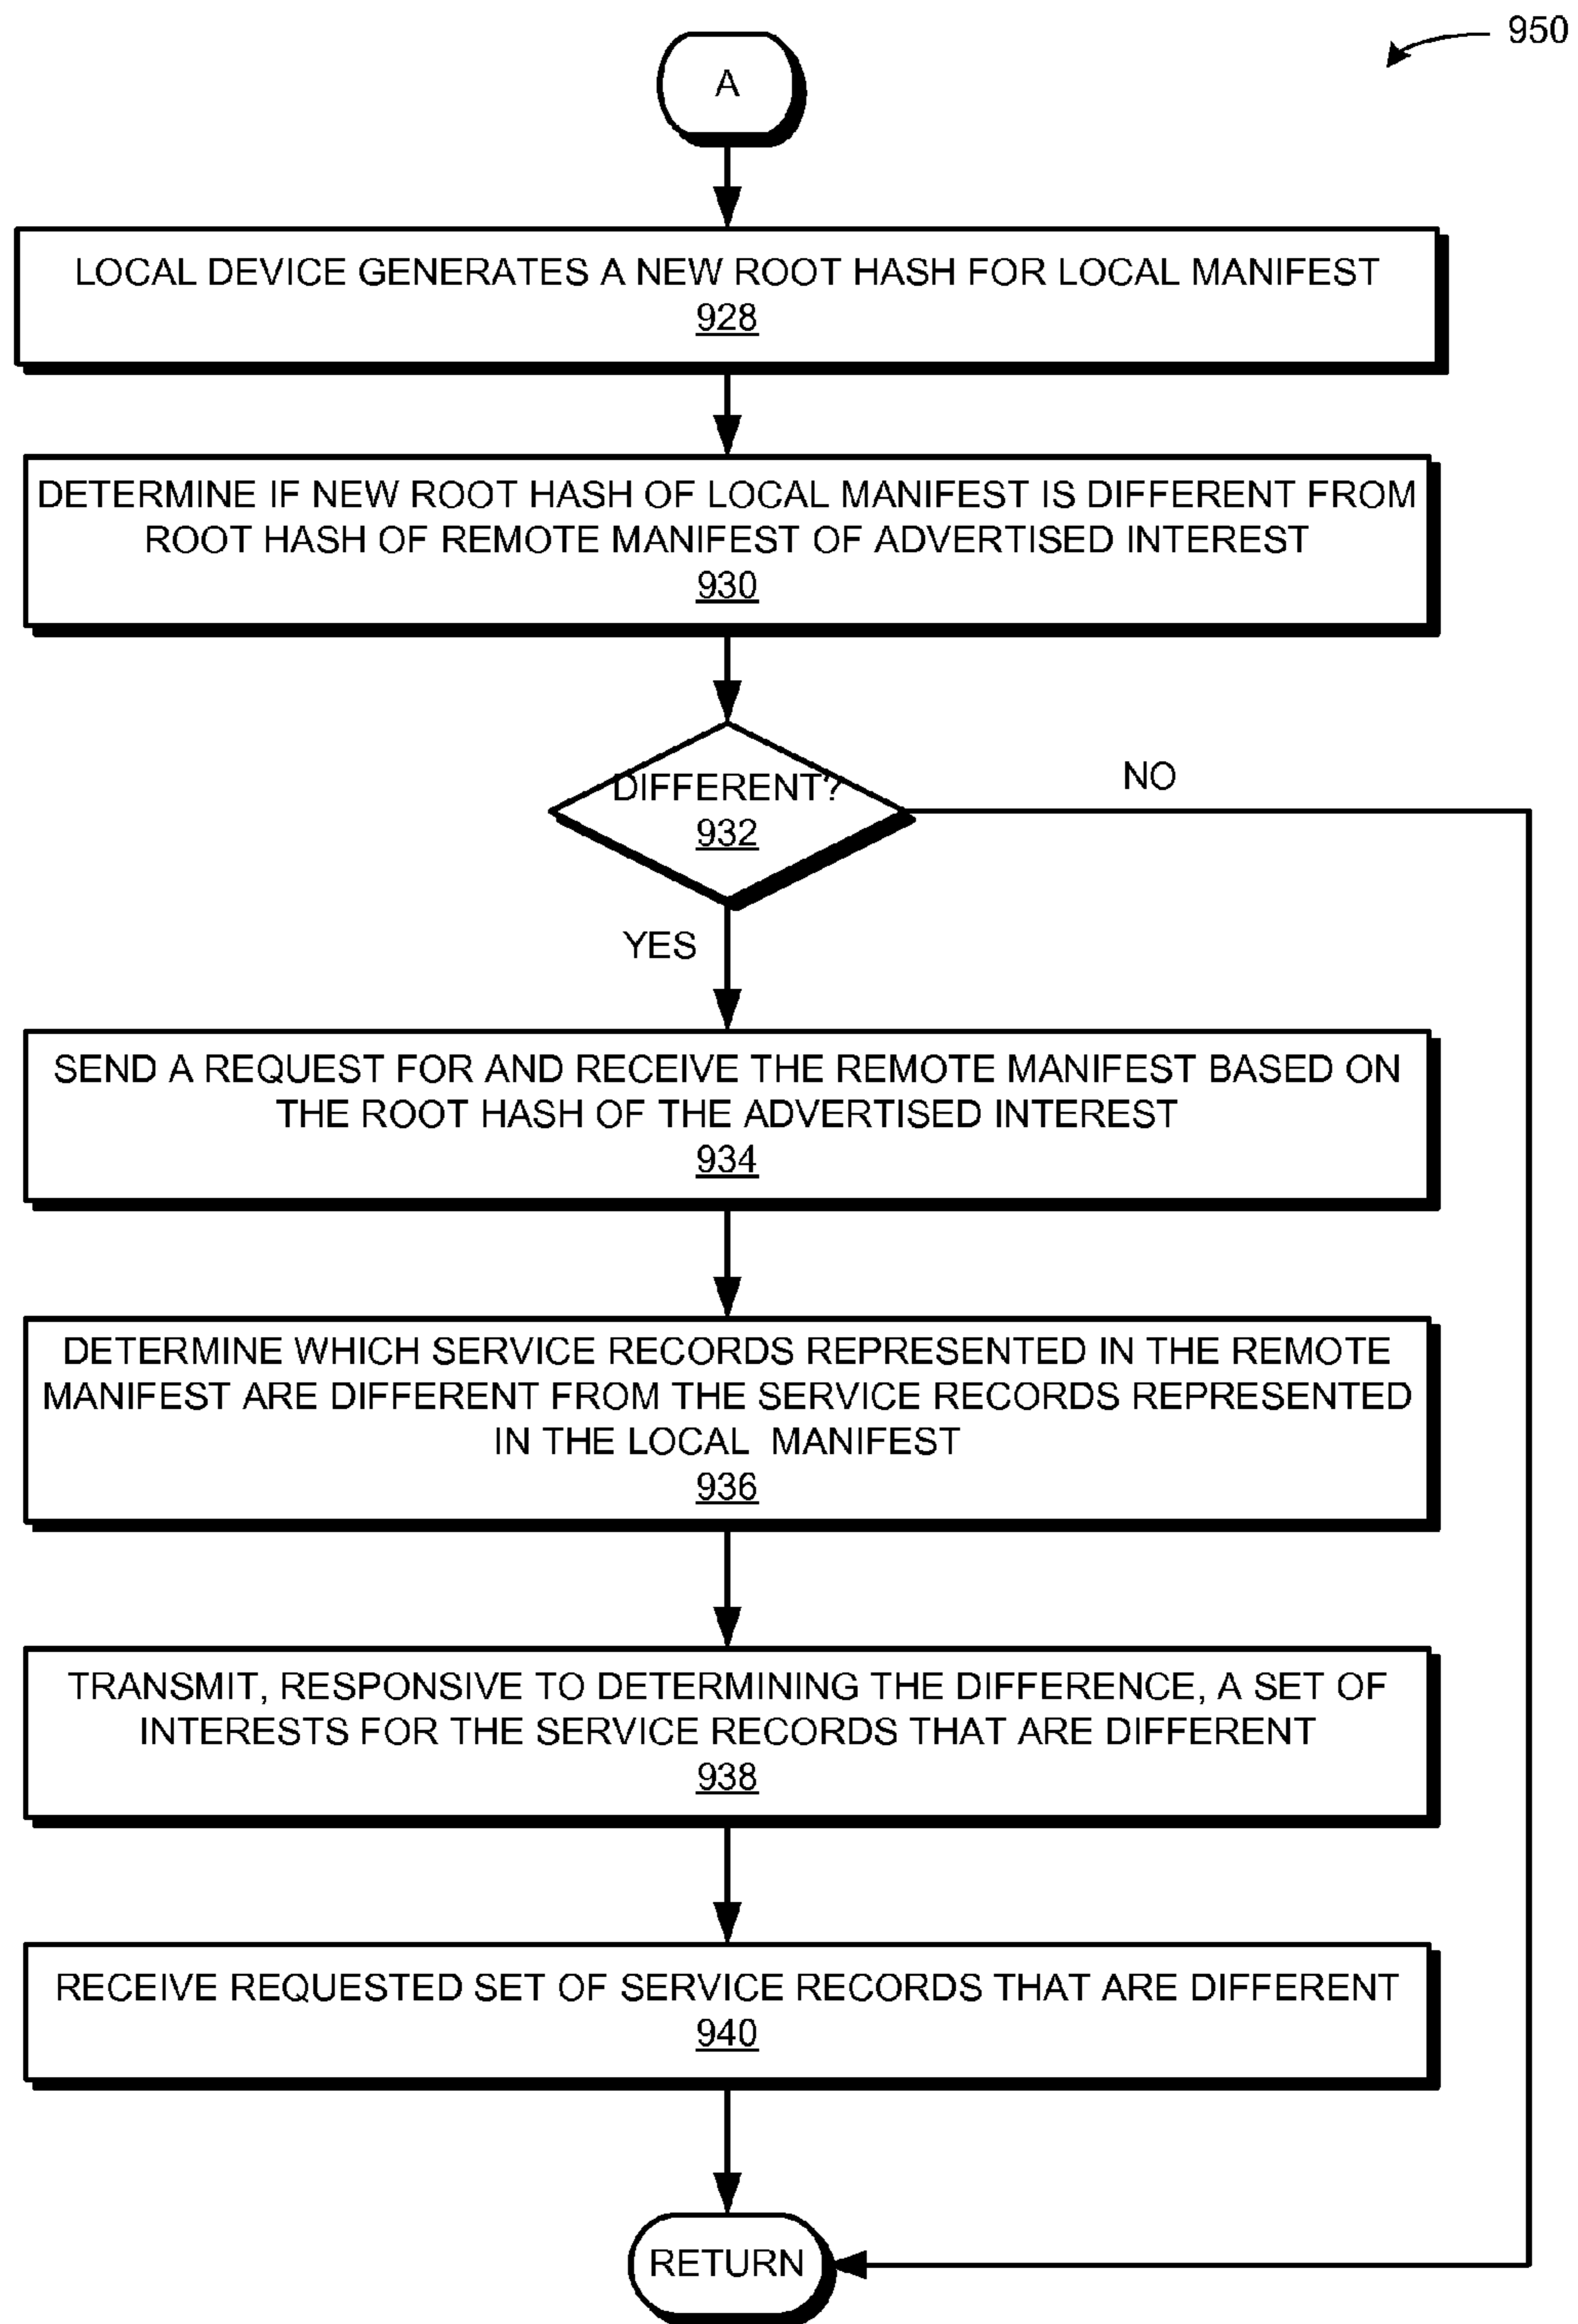 950
A
LOCAL DEVICE GENERATES A NEW ROOT HASH FOR LOCAL MANIFEST
928
DETERMINE IF NEW ROOT HASH OF LOCAL MANIFEST IS DIFFERENT FROM
ROOT HASH OF REMOTE MANIFEST OF ADVERTISED INTEREST
930
DIFFERENT?
932
NO
YES
SEND A REQUEST FOR AND RECEIVE THE REMOTE MANIFEST BASED ON
THE ROOT HASH OF THE ADVERTISED INTEREST
934
DETERMINE WHICH SERVICE RECORDS REPRESENTED IN THE REMOTE
MANIFEST ARE DIFFERENT FROM THE SERVICE RECORDS REPRESENTED
IN THE LOCAL MANIFEST
936
TRANSMIT, RESPONSIVE TO DETERMINING THE DIFFERENCE, A SET OF
INTERESTS FOR THE SERVICE RECORDS THAT ARE DIFFERENT
938
RECEIVE REQUESTED SET OF SERVICE RECORDS THAT ARE DIFFERENT
940
RETURN